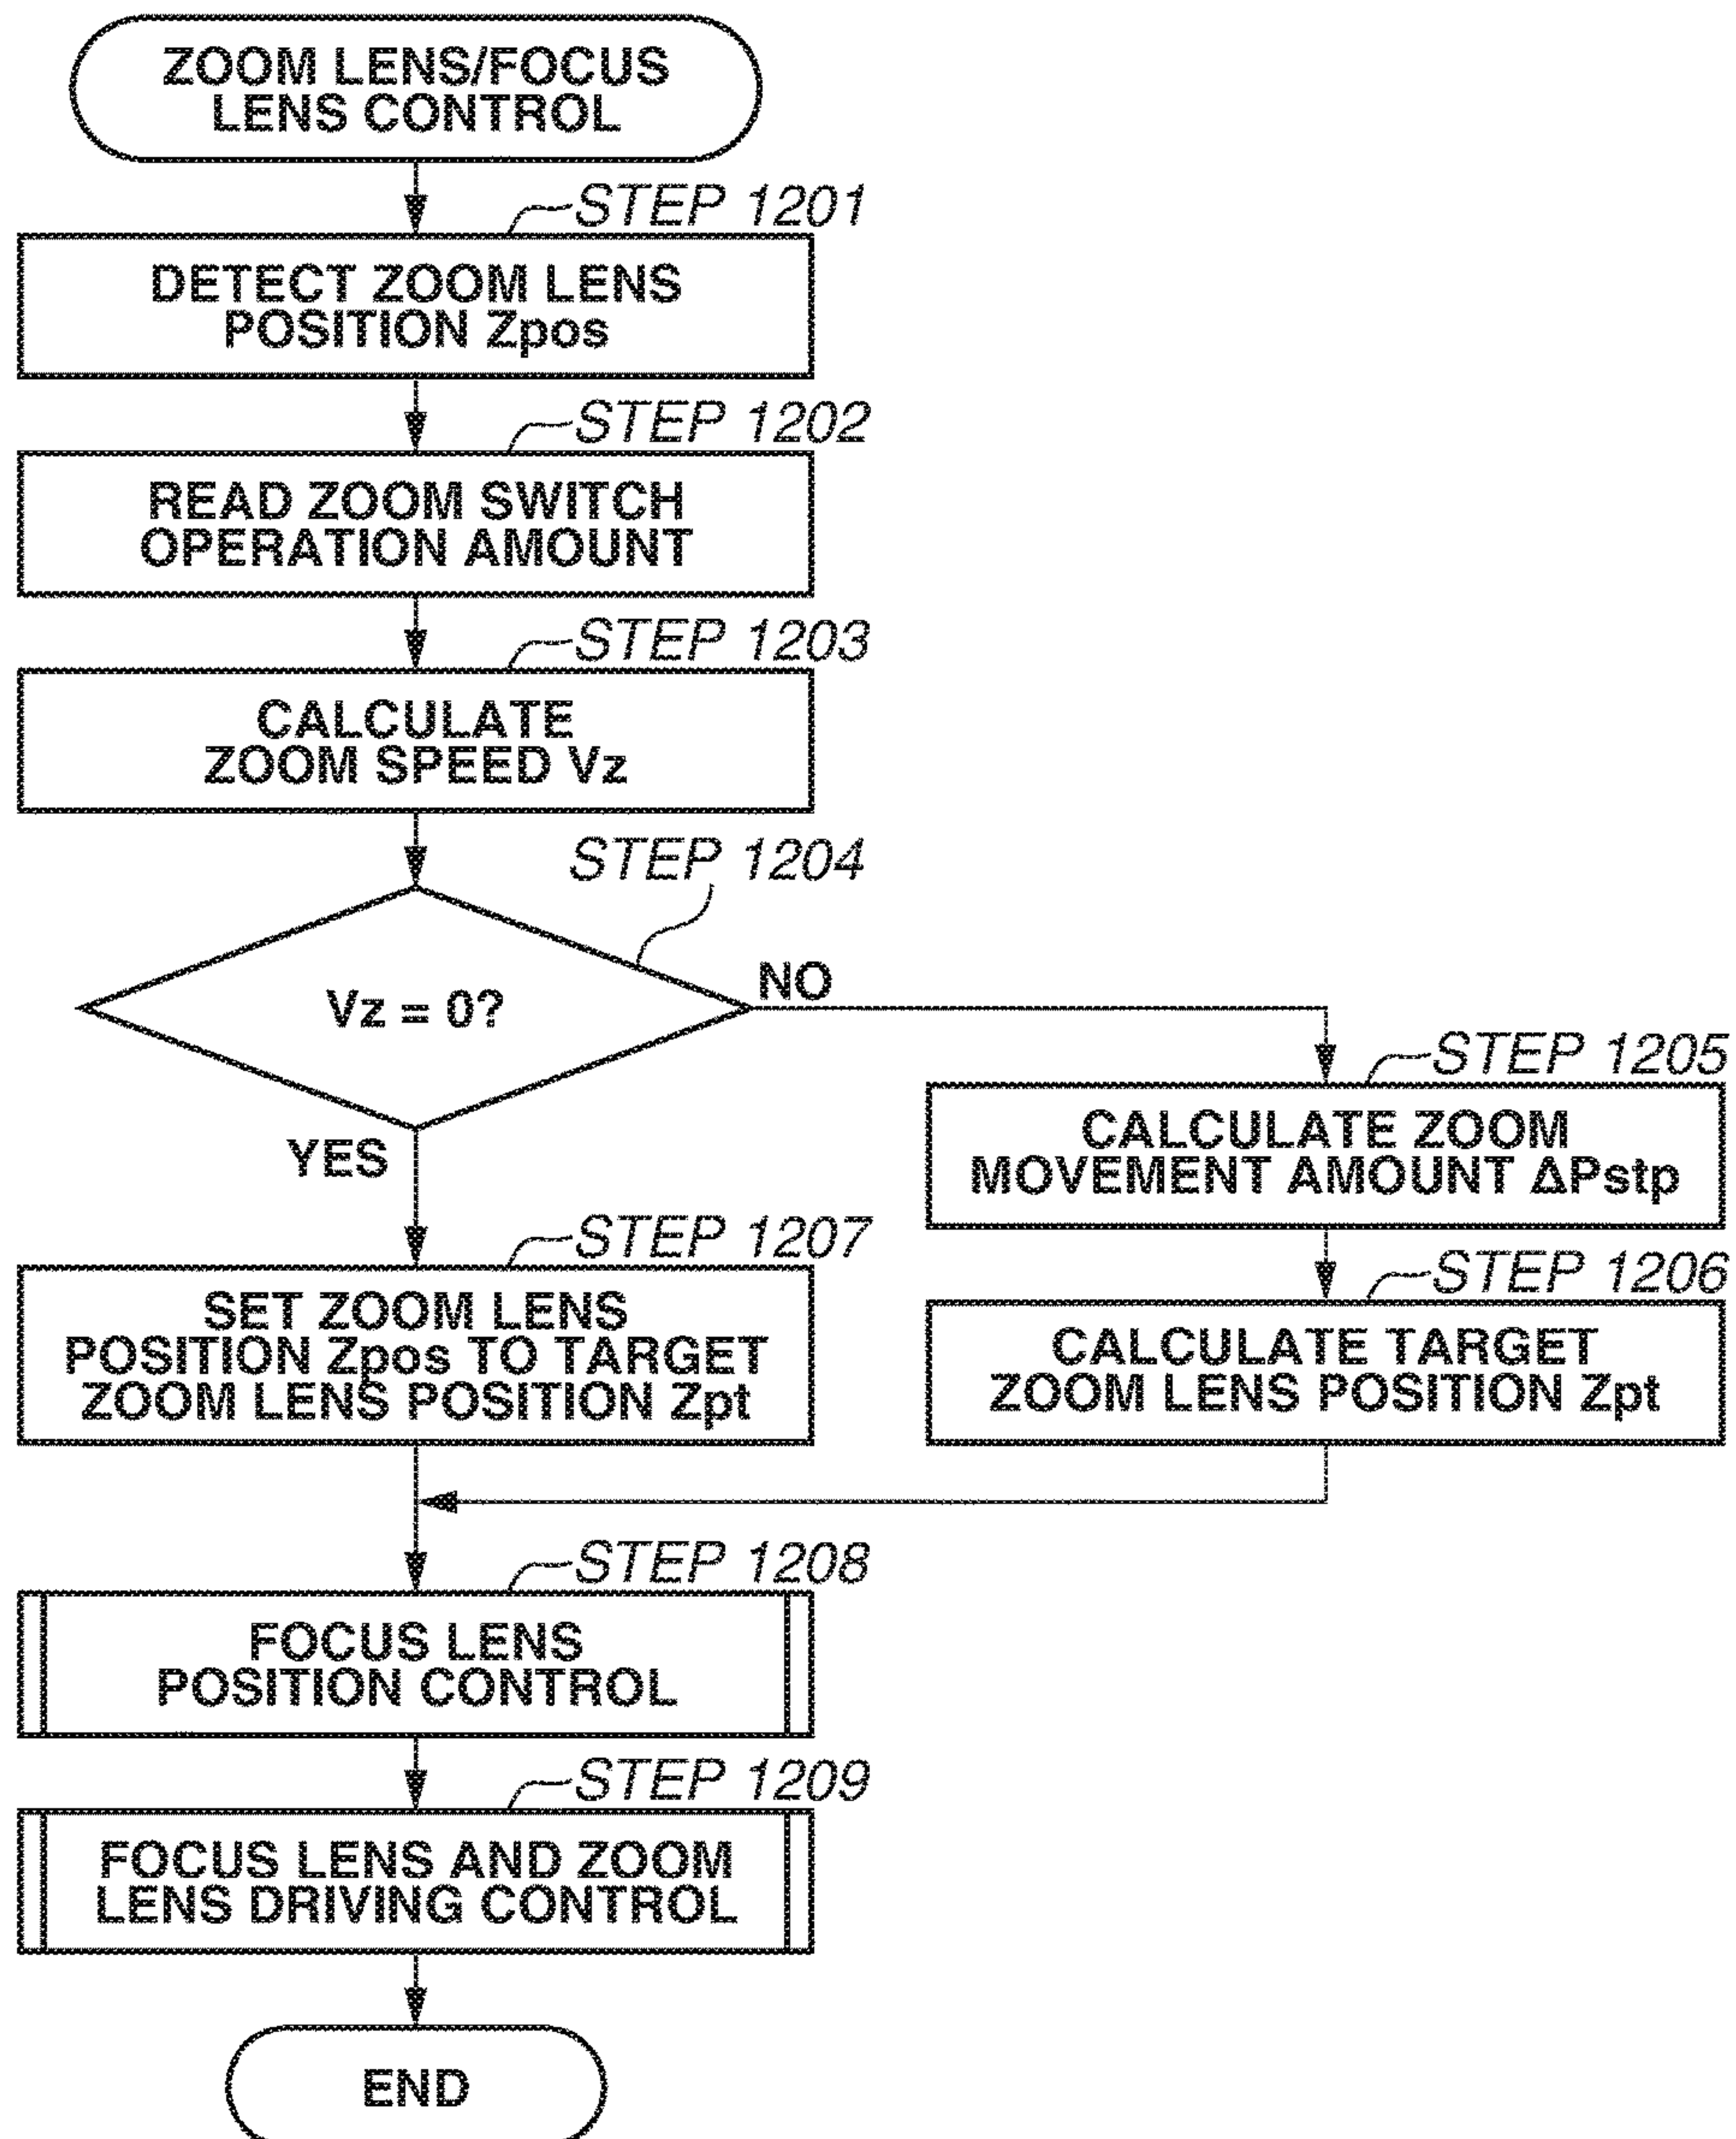 ZOOM LENS/FOCUS
LENS CONTROL
STEP 1201
DETECT ZOOM LENS
POSITION Zpos
STEP 1202
READ ZOOM SWITCH
OPERATION AMOUNT
STEP 1203
CALCULATE
ZOOM SPEED Vz
STEP 1204
Vz = 0?
NO
YES
STEP 1205
CALCULATE ZOOM
MOVEMENT AMOUNT ΔPstp
STEP 1206
CALCULATE TARGET
ZOOM LENS POSITION Zpt
STEP 1207
SET ZOOM LENS
POSITION Zpos TO TARGET
ZOOM LENS POSITION Zpt
STEP 1208
FOCUS LENS
POSITION CONTROL
STEP 1209
FOCUS LENS AND ZOOM
LENS DRIVING CONTROL
END